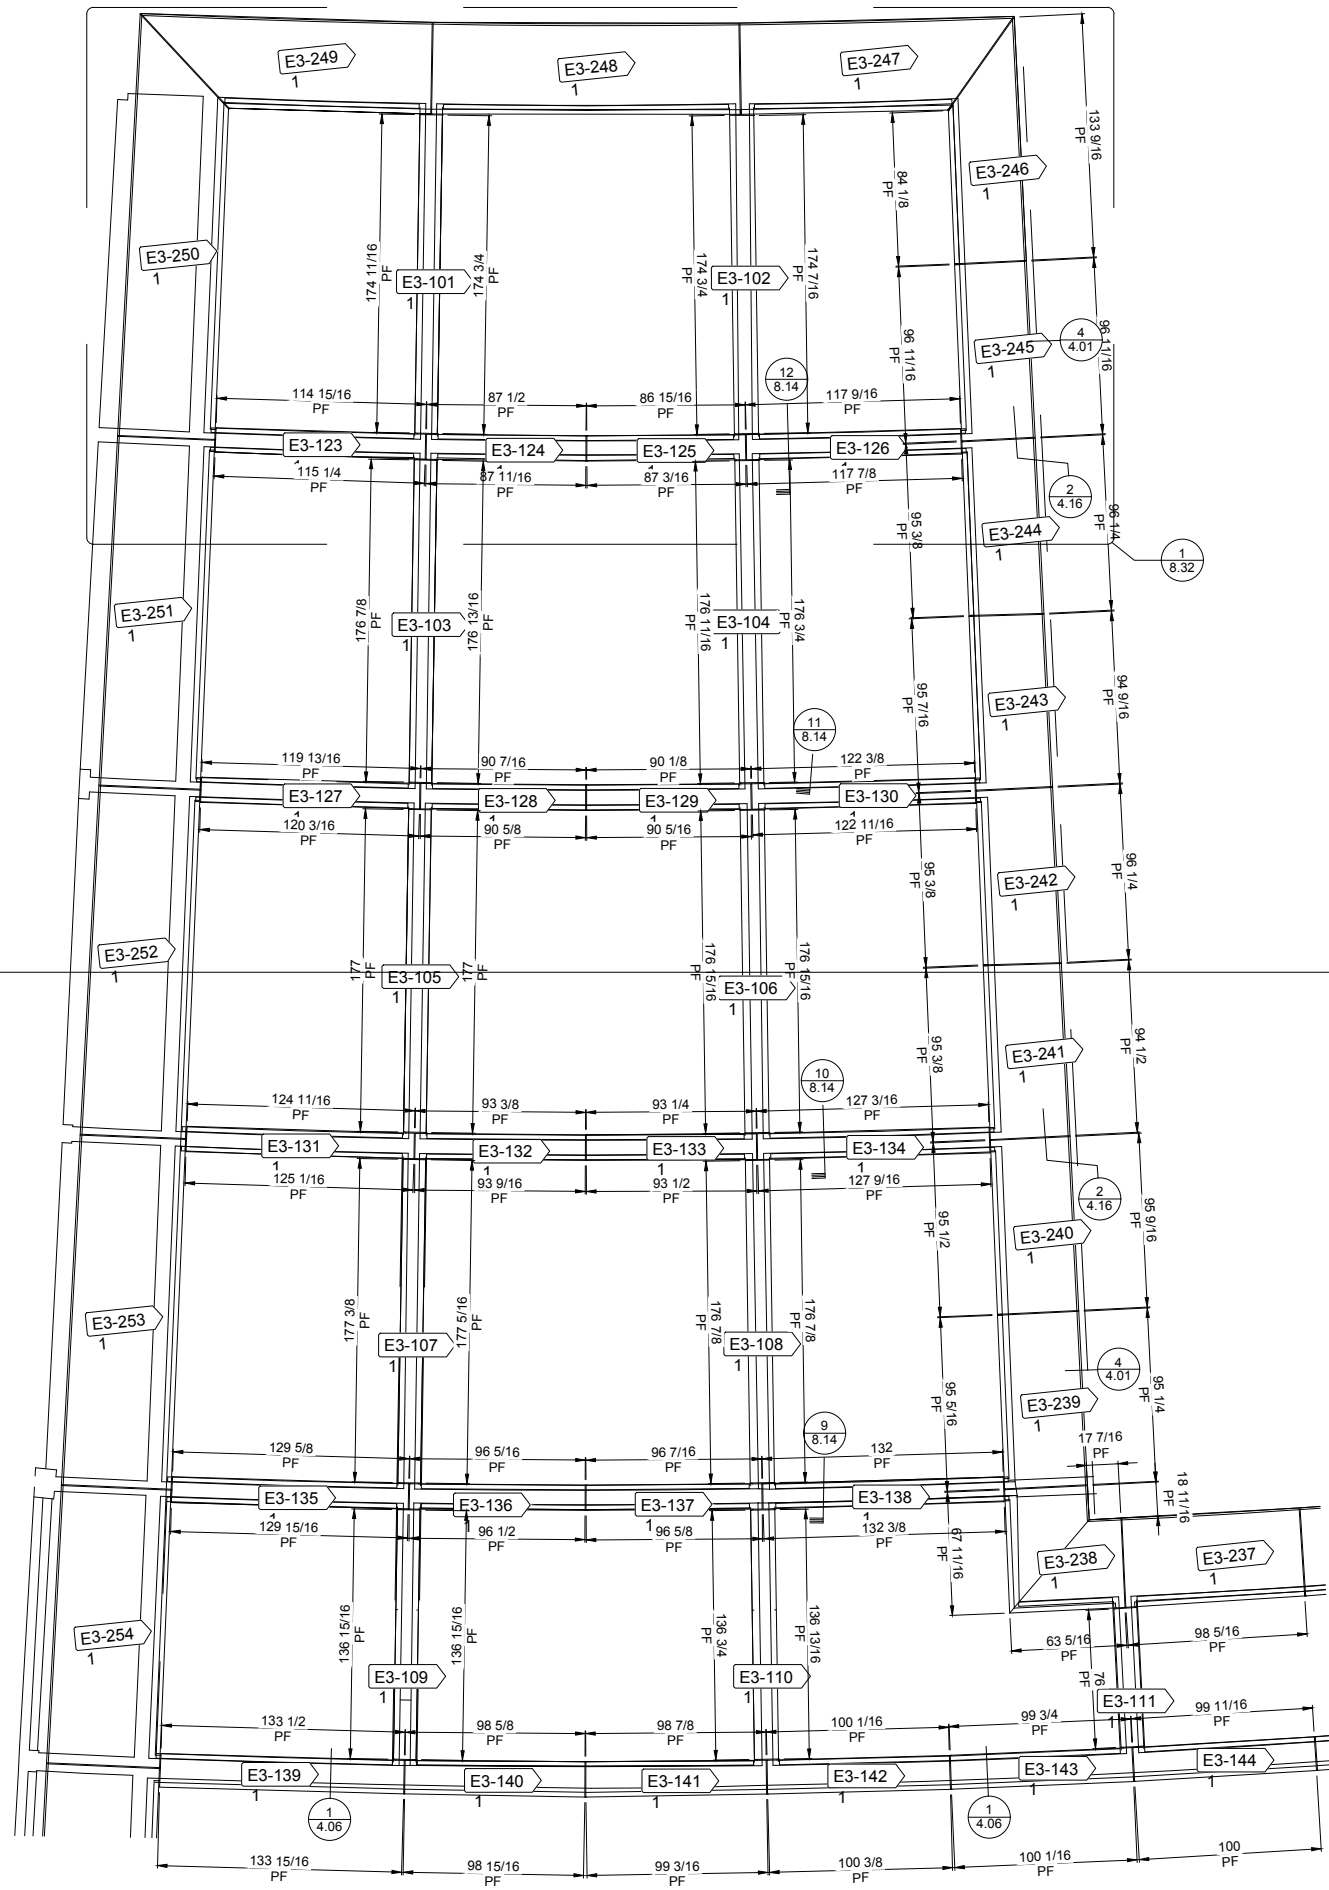 E3-249
1
E3-248
1
E3-247
1
133 9/16
PF
E3-246
1
84 1/8
PF
E3-250
1
174 11/16
PF
E3-101
1
174 3/4
PF
174 3/4
PF
E3-102
1
174 7/16
PF
96 11/16
PF
E3-245
1
4
4.01
96 11/16
PF
12
8.14
114 15/16
PF
87 1/2
PF
86 15/16
PF
117 9/16
PF
E3-123
1
E3-124
1
E3-125
1
E3-126
1
115 1/4
PF
87 11/16
PF
87 3/16
PF
117 7/8
PF
2
4.16
96 1/4
PF
95 3/8
PF
E3-244
1
1
8.32
E3-251
1
176 7/8
PF
E3-103
1
176 13/16
PF
176 11/16
PF
E3-104
1
176 3/4
PF
95 7/16
PF
E3-243
1
94 9/16
PF
11
8.14
119 13/16
PF
90 7/16
PF
90 1/8
PF
122 3/8
PF
E3-127
1
E3-128
1
E3-129
1
E3-130
1
120 3/16
PF
90 5/8
PF
90 5/16
PF
122 11/16
PF
95 3/8
PF
E3-242
1
96 1/4
PF
E3-252
1
177
PF
E3-105
1
177
PF
176 15/16
PF
E3-106
1
176 15/16
PF
95 3/8
PF
E3-241
1
94 1/2
PF
10
8.14
124 11/16
PF
93 3/8
PF
93 1/4
PF
127 3/16
PF
E3-131
1
E3-132
1
E3-133
1
E3-134
1
125 1/16
PF
93 9/16
PF
93 1/2
PF
127 9/16
PF
2
4.16
95 1/2
PF
E3-240
1
95 9/16
PF
E3-253
1
177 3/8
PF
E3-107
1
177 5/16
PF
176 7/8
PF
E3-108
1
176 7/8
PF
95 5/16
PF
E3-239
1
4
4.01
95 1/4
PF
9
8.14
17 7/16
PF
129 5/8
PF
96 5/16
PF
96 7/16
PF
132
PF
E3-135
1
E3-136
1
E3-137
1
E3-138
1
18 11/16
PF
129 15/16
PF
96 1/2
PF
96 5/8
PF
132 3/8
PF
67 11/16
PF
E3-238
1
E3-237
1
E3-254
1
136 15/16
PF
136 15/16
PF
136 3/4
PF
136 13/16
PF
63 5/16
PF
98 5/16
PF
E3-109
1
E3-110
1
76
PF
E3-111
1
133 1/2
PF
98 5/8
PF
98 7/8
PF
100 1/16
PF
99 3/4
PF
99 11/16
PF
E3-139
1
E3-140
1
E3-141
1
E3-142
1
E3-143
1
E3-144
1
1
4.06
1
4.06
133 15/16
PF
98 15/16
PF
99 3/16
PF
100 3/8
PF
100 1/16
PF
100
PF